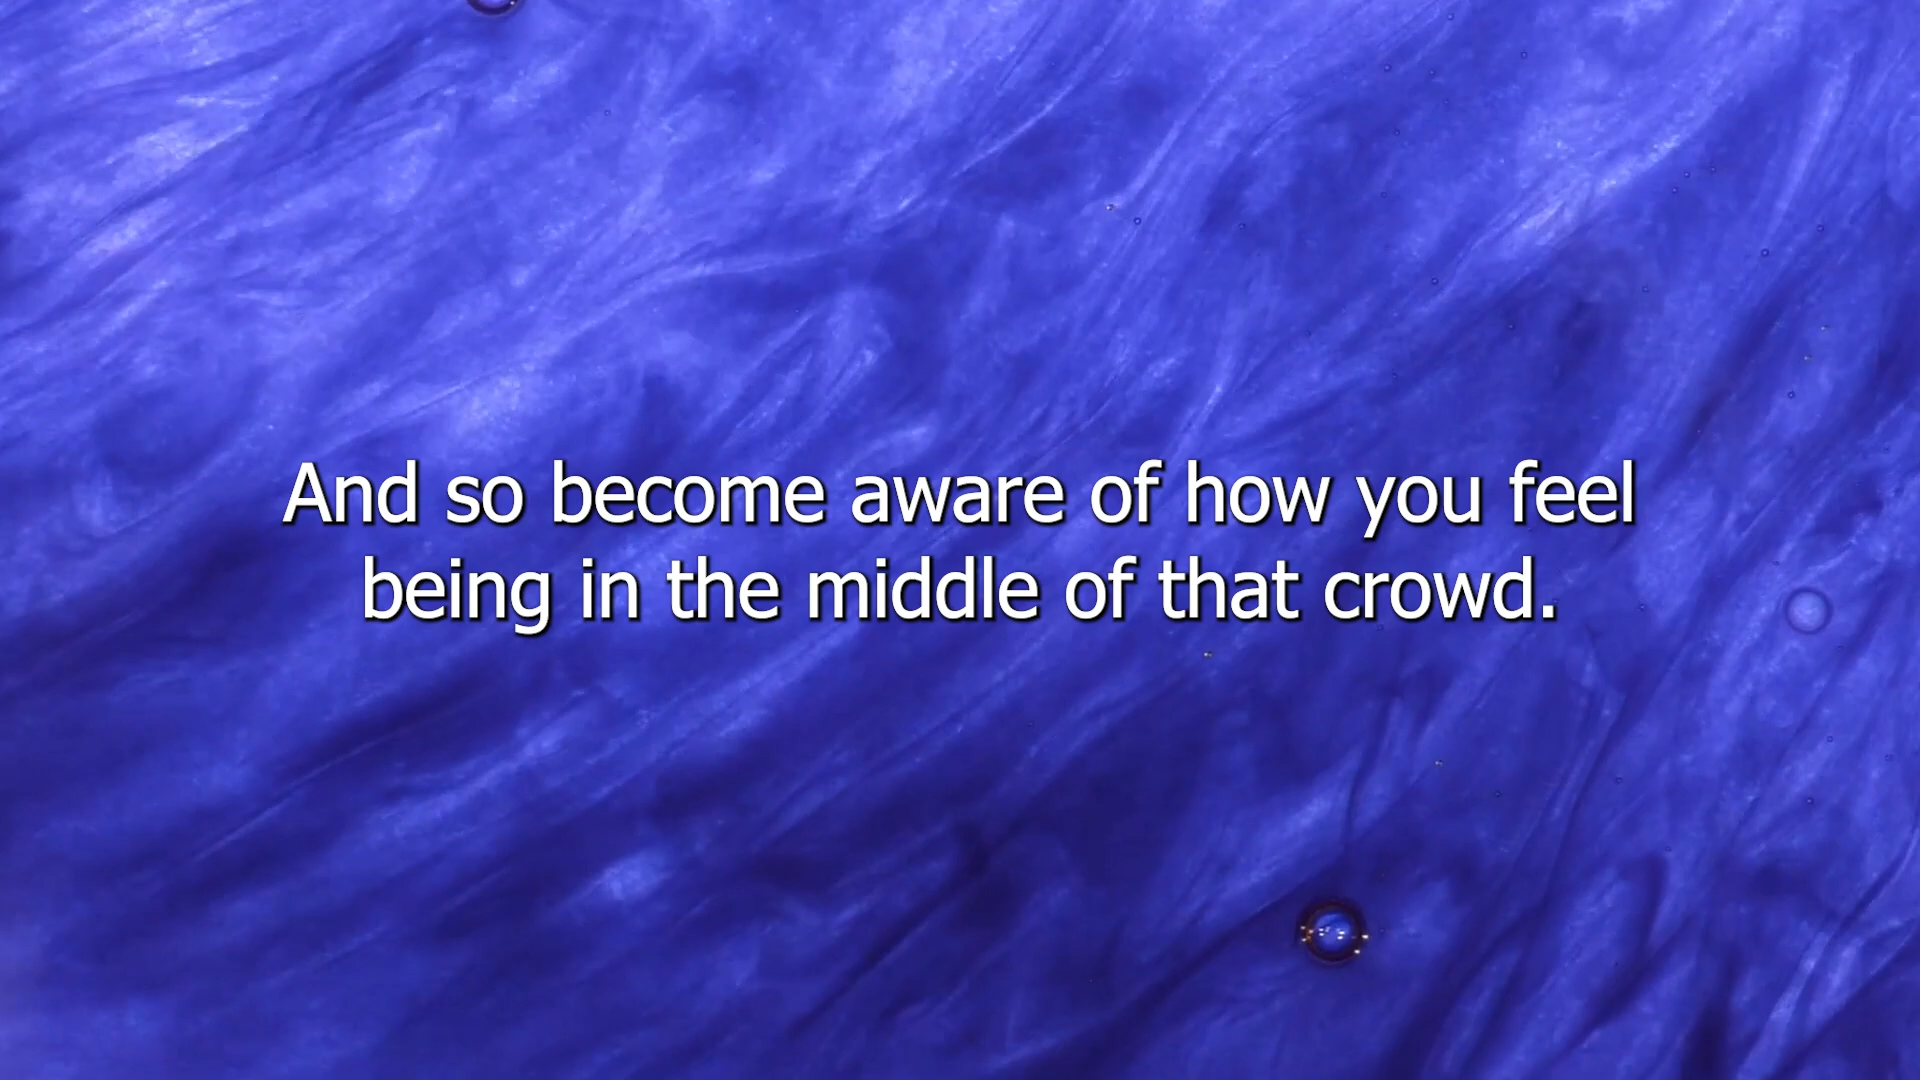 And so become aware of how you feel
being in the middle of that crowd.